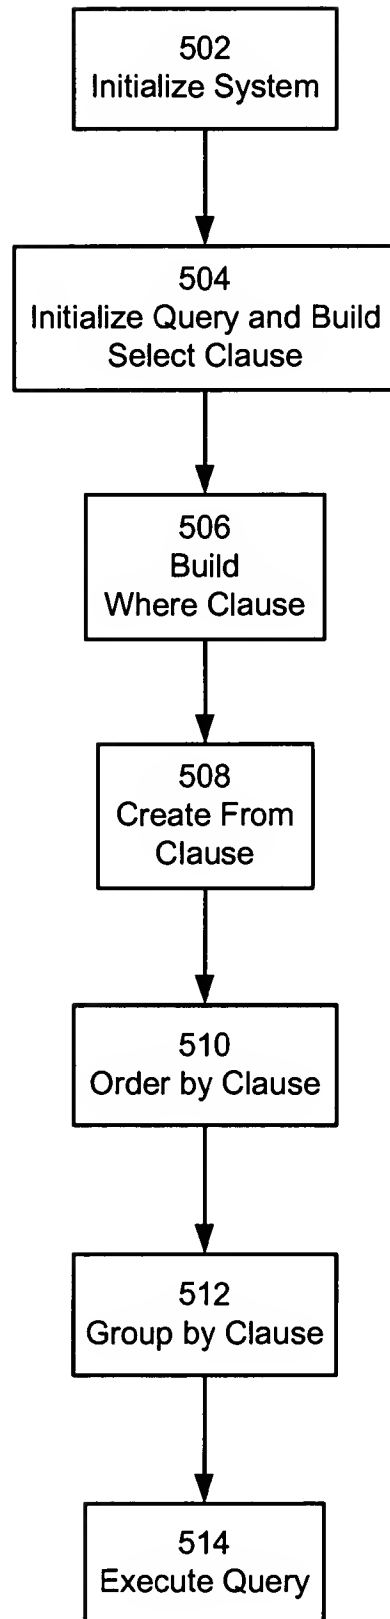 502
Initialize System
504
Initialize Query and Build
Select Clause
506
Build
Where Clause
508
Create From
Clause
510
Order by Clause
512
Group by Clause
514
Execute Query